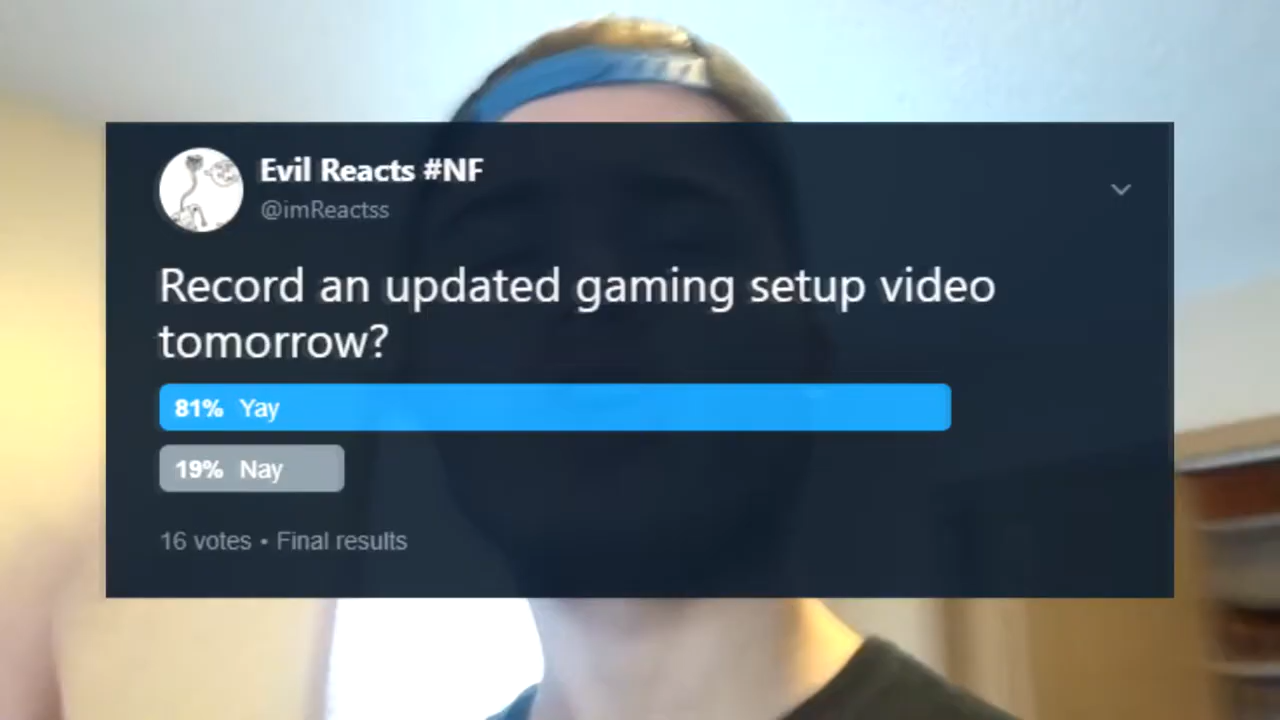 Evil Reacts #NF
@imReactss
Record an updated gaming setup video
tomorrow?
81% Yay
19% Nay
16 votes • Final results